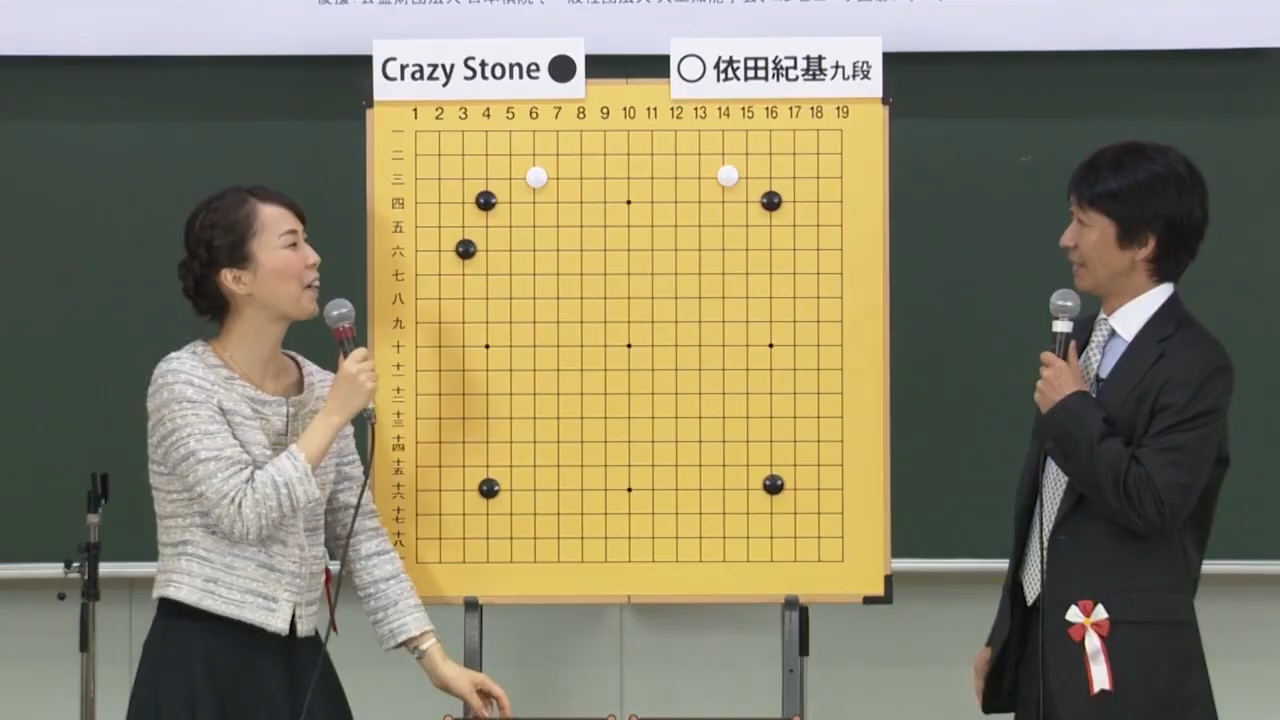 Crazy Stone ●
○ 依田紀基九段
1 2 3 4 5 6 7 8 9 10 11 12 13 14 15 16 17 18 19
一
二
三
四
五
六
七
八
九
十
十一
十二
十三
十四
十五
十六
十七
十八